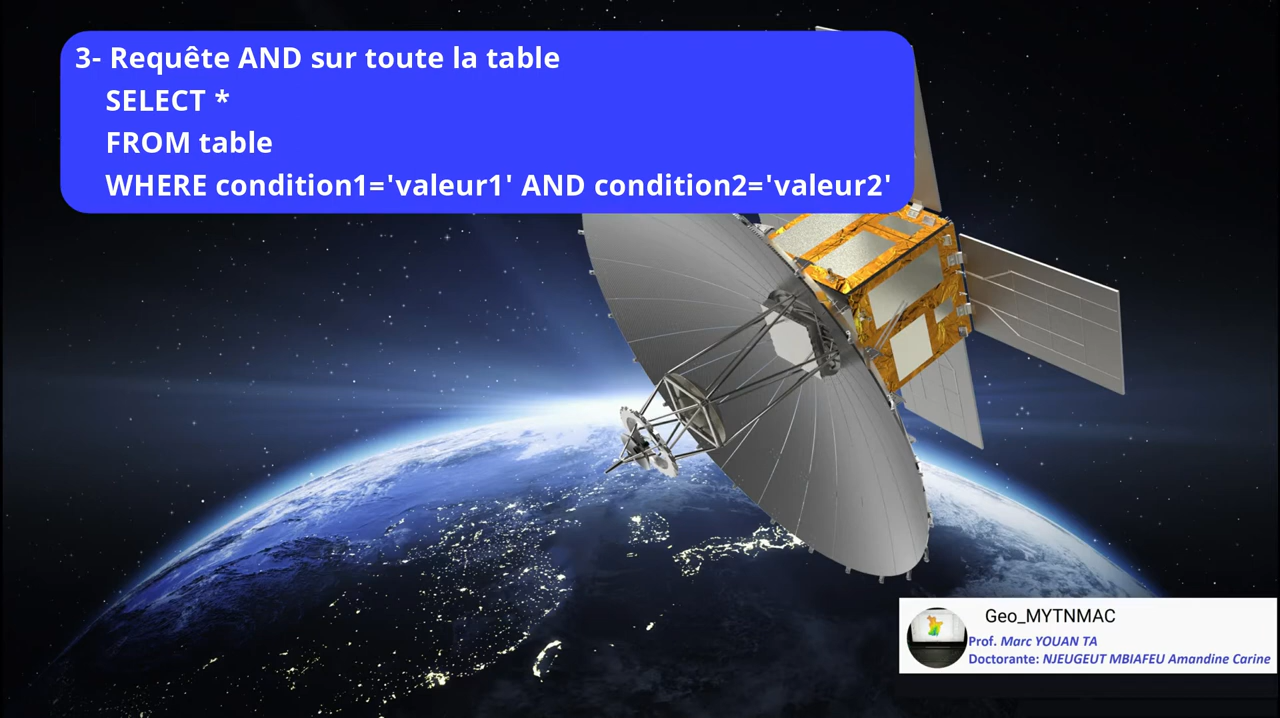 3- Requête AND sur toute la table
SELECT *
FROM table
WHERE condition1='valeur1' AND condition2='valeur2'
Geo_MYTNMAC
Prof. Marc YOUAN TA
Doctorante: NJEUGEUT MBIAFEU Amandine Carine